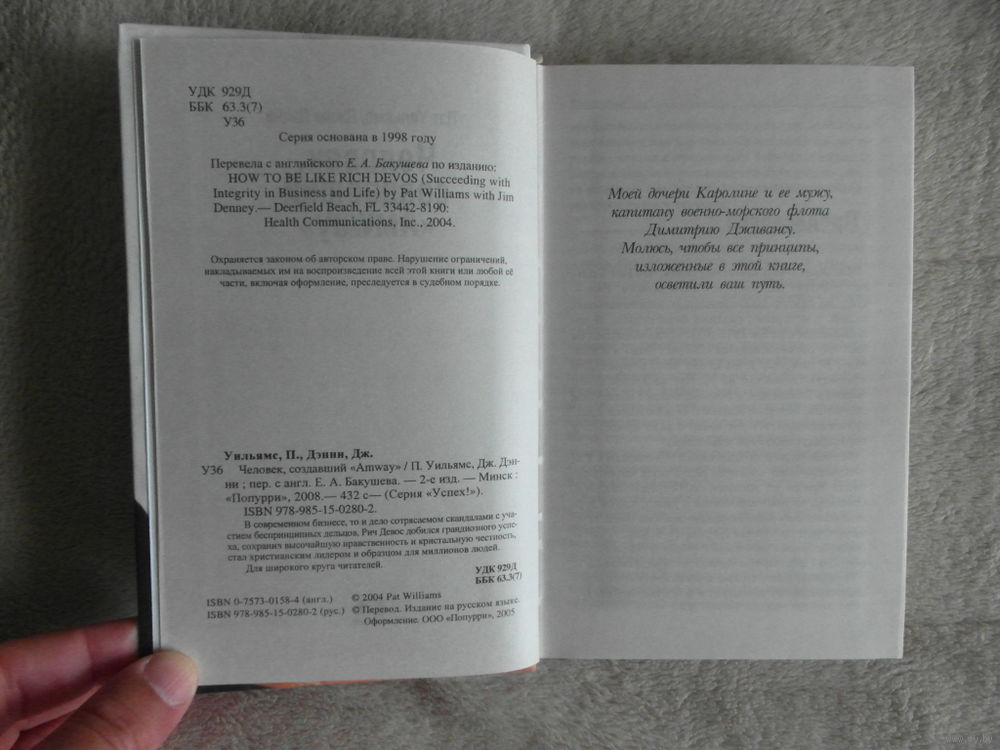 УДК 929Д
ББК 63.3(7)
У36
Серия основана в 1998 году
Перевела с английского Е. А. Бакушева по изданию:
HOW TO BE LIKE RICH DEVOS (Succeeding with
Integrity in Business and Life) by Pat Williams with Jim
Denney.— Deerfield Beach, FL 33442-8190:
Health Communications, Inc., 2004.
Охраняется законом об авторском праве. Нарушение ограничений,
накладываемых им на воспроизведение всей этой книги или любой её
части, включая оформление, преследуется в судебном порядке.
Уильямс, П., Дэнни, Дж.
У36 Человек, создавший «Amway» / П. Уильямс, Дж. Дэн-
ни ; пер. с англ. Е. А. Бакушева. — 2-е изд. — Минск :
«Попурри», 2008.— 432 с— (Серия «Успех!»).
ISBN 978-985-15-0280-2.
В современном бизнесе, то и дело сотрясаемом скандалами с уча-
стием беспринципных дельцов, Рич Девос добился грандиозного успе-
ха, сохранив высочайшую нравственность и кристальную честность,
стал христианским лидером и образцом для миллионов людей.
Для широкого круга читателей.
УДК 929Д
ББК 63.3(7)
ISBN 0-7573-0158-4 (англ.) © 2004 Pat Williams
ISBN 978-985-15-0280-2 (рус.) © Перевод. Издание на русском языке.
Оформление. ООО «Попурри», 2005
Моей дочери Каролине и ее мужу,
капитану военно-морского флота
Димитрию Дживансу.
Молюсь, чтобы все принципы,
изложенные в этой книге,
осветили ваш путь.